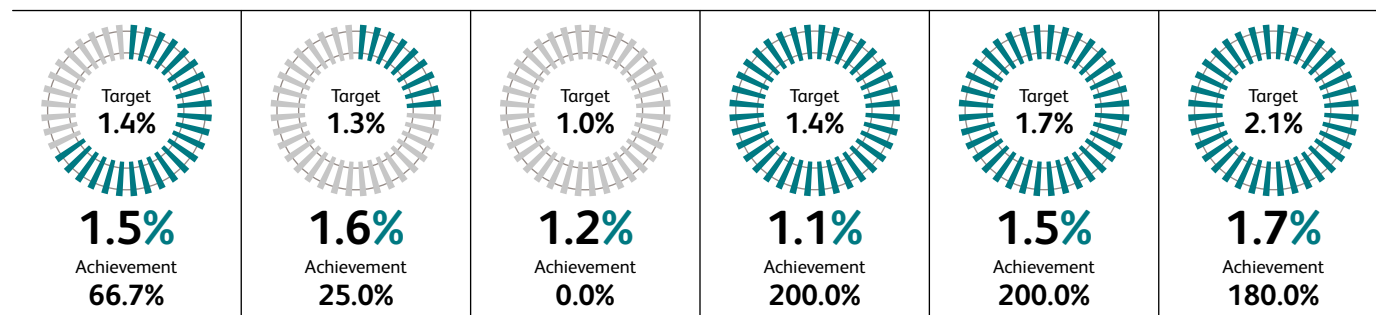 Target
1.4%
1.5%
Achievement
66.7%
Target
1.3%
1.6%
Achievement
25.0%
Target
1.0%
1.2%
Achievement
0.0%
Target
1.4%
1.1%
Achievement
200.0%
Target
1.7%
1.5%
Achievement
200.0%
Target
2.1%
1.7%
Achievement
180.0%